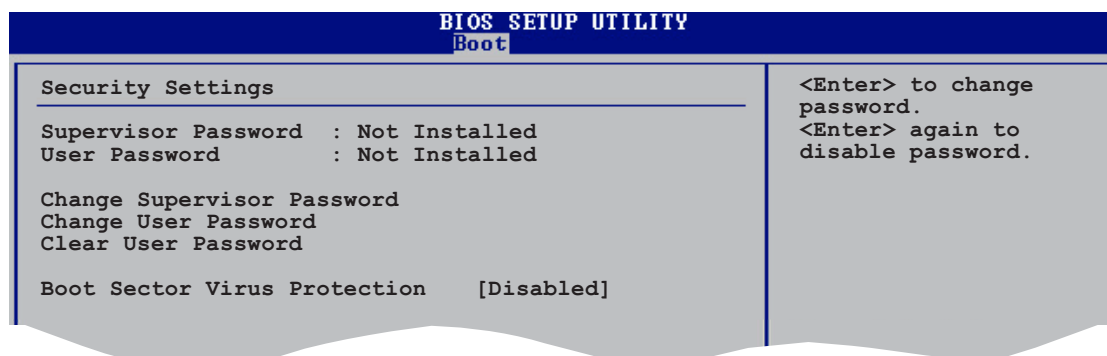 BIOS SETUP UTILITY
Boot
Security Settings
Supervisor Password : Not Installed
User Password : Not Installed
Change Supervisor Password
Change User Password
Clear User Password
Boot Sector Virus Protection [Disabled]
<Enter> to change
password.
<Enter> again to
disable password.